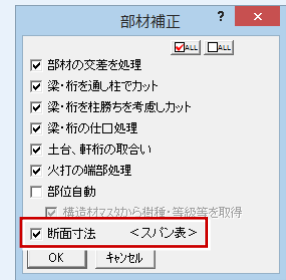 部材補正
?
×
ALL ALL
部材の交差を処理
梁・桁を通し柱でカット
梁・桁を柱勝ちを考慮しカット
梁・桁の仕口処理
土台、軒桁の取合い
火打の端部処理
部位自動
構造材マスタから樹種・等級等を取得
断面寸法 <スパン表>
OK キャンセル